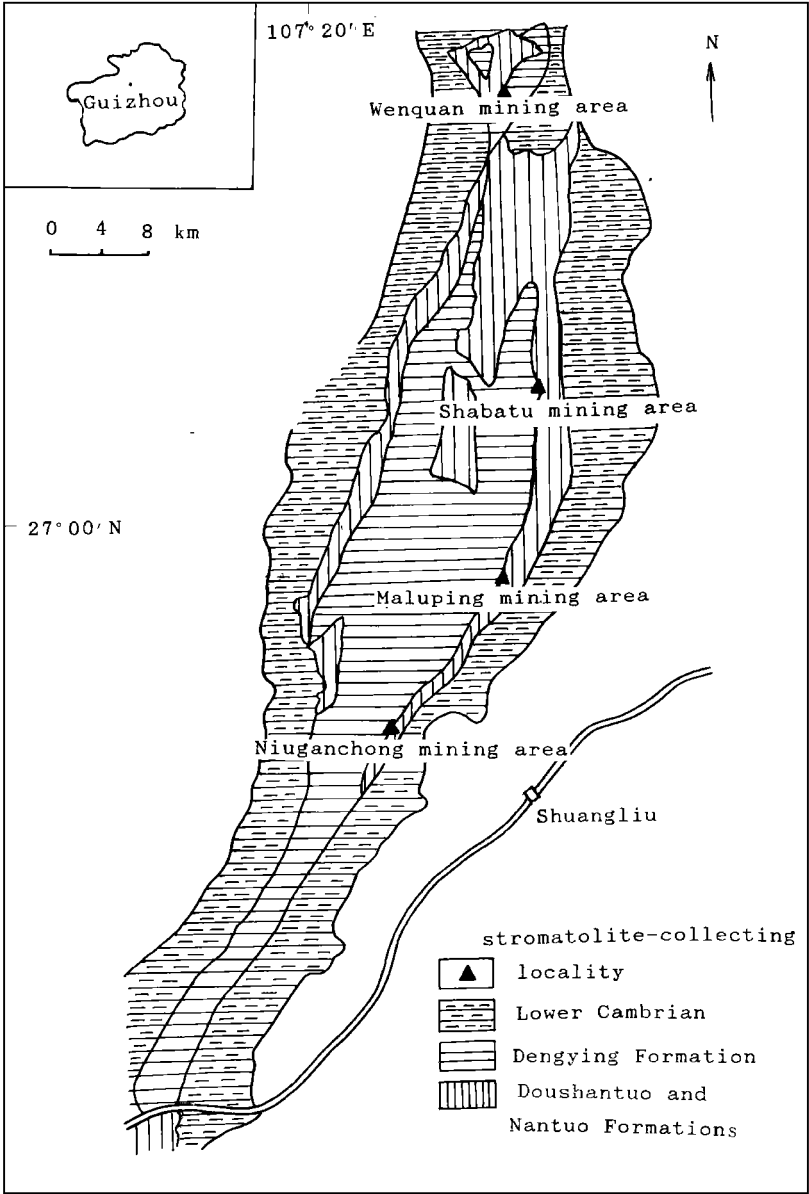 107° 20′ E
Guizhou
N
Wenquan mining area
0 4 8 km
Shabatu mining area
27° 00′ N
Maluping mining area
Niuganchong mining area
Shuangliu
stromatolite-collecting
locality
Lower Cambrian
Dengying Formation
Doushantuo and
Nantuo Formations